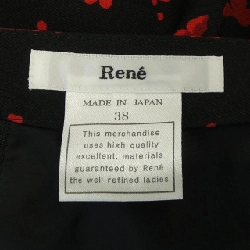 René
MADE IN JAPAN
38
This merchandise
uses high quality
excellent. materials
guaranteed by René
the well refined ladies